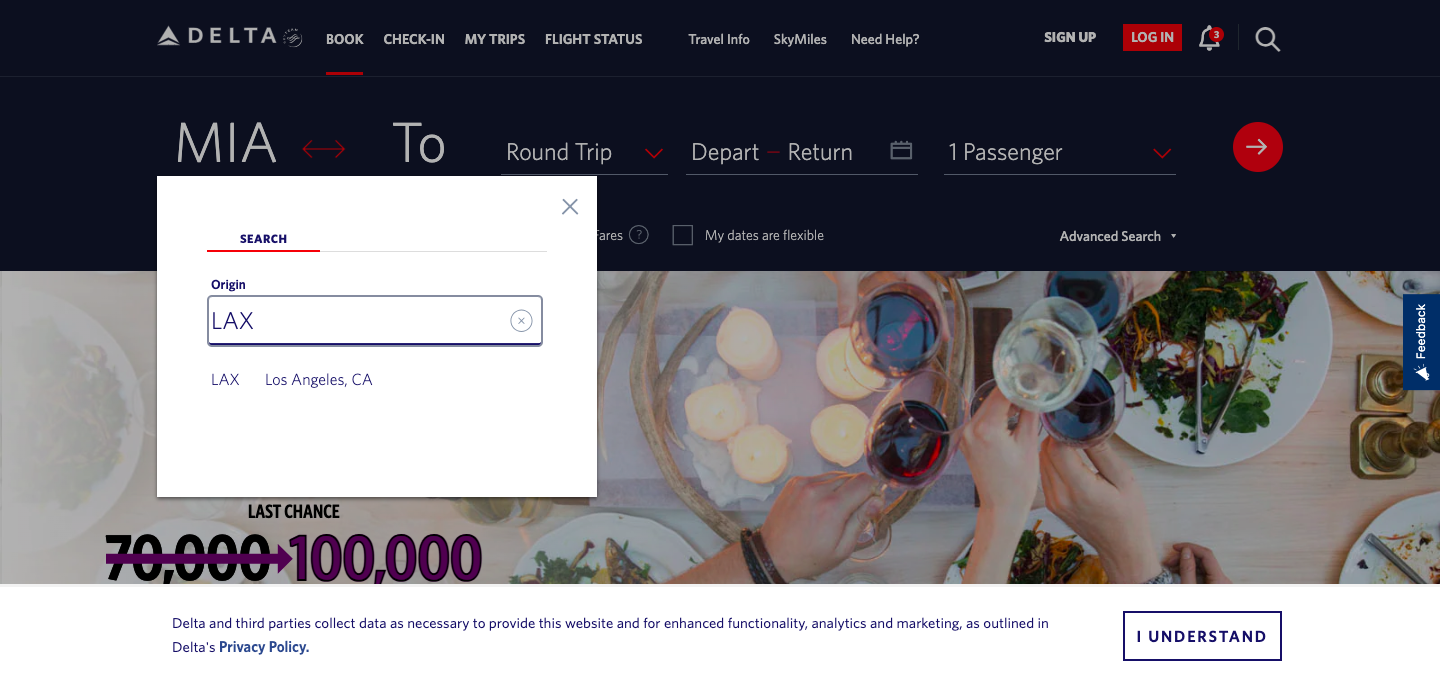 DELTA
BOOK CHECK-IN MY TRIPS FLIGHT STATUS Travel Info SkyMiles Need Help? SIGN UP LOG IN 3
MIA To Round Trip Depart – Return 1 Passenger
SEARCH
Fares ? My dates are flexible Advanced Search
Origin
LAX
LAX Los Angeles, CA
Feedback
LAST CHANCE
70,000 100,000
Delta and third parties collect data as necessary to provide this website and for enhanced functionality, analytics and marketing, as outlined in
Delta's Privacy Policy.
I UNDERSTAND